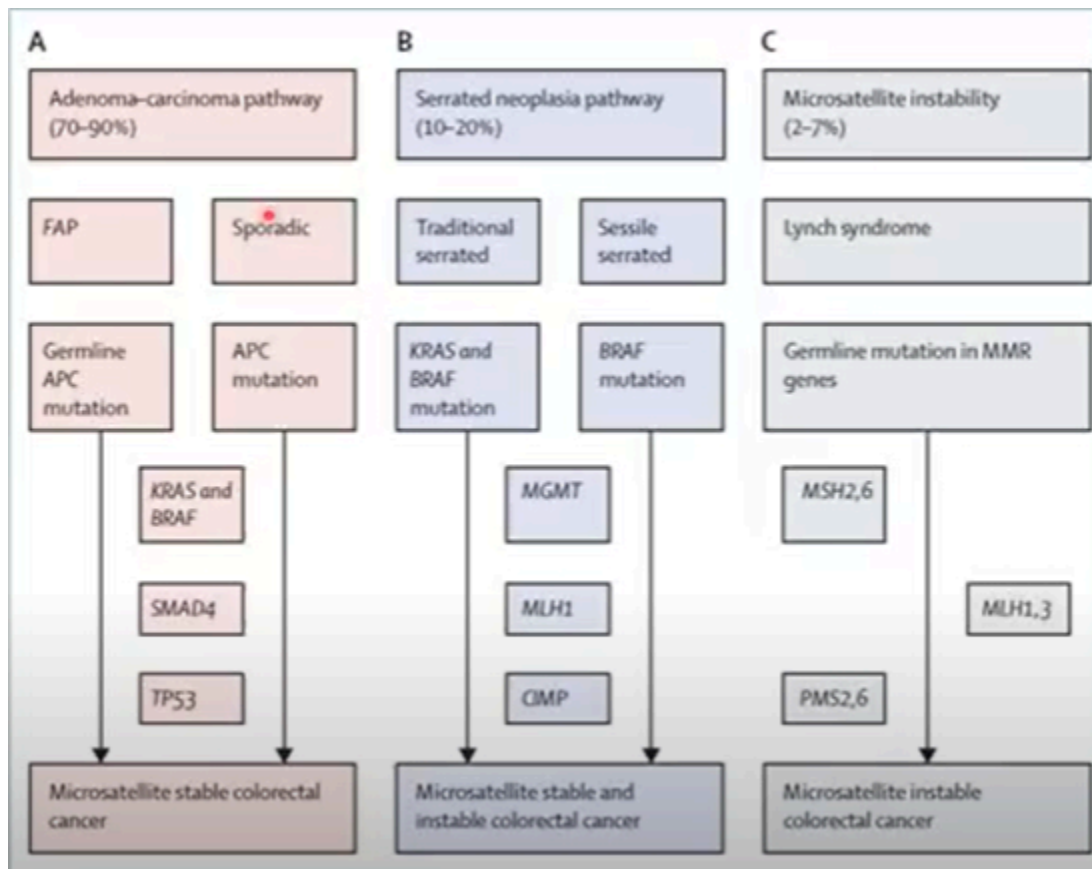 A
Adenoma–carcinoma pathway
(70–90%)
FAP
Sporadic
Germline
APC
mutation
APC
mutation
KRAS and
BRAF
SMAD4
TP53
Microsatellite stable colorectal
cancer
B
Serrated neoplasia pathway
(10–20%)
Traditional
serrated
Sessile
serrated
KRAS and
BRAF
mutation
BRAF
mutation
MGMT
MLH1
CIMP
Microsatellite stable and
instable colorectal cancer
C
Microsatellite instability
(2–7%)
Lynch syndrome
Germline mutation in MMR
genes
MSH2,6
MLH1,3
PMS2,6
Microsatellite instable
colorectal cancer